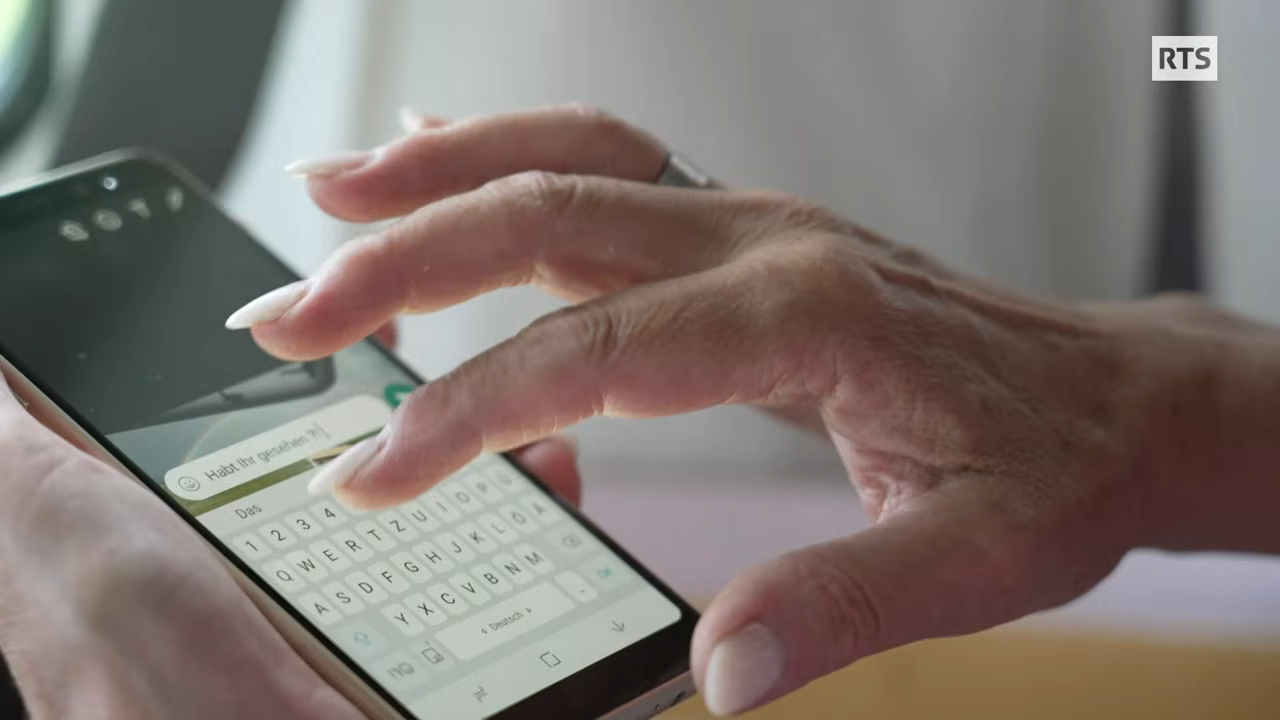 RTS
Habt Ihr gesehen ?!
Das
1 2 3 4
Q W E R T Z U I O P Ü
A S D F G H J K L Ö Ä
Y X C V B N M
!?☺
< Deutsch > .